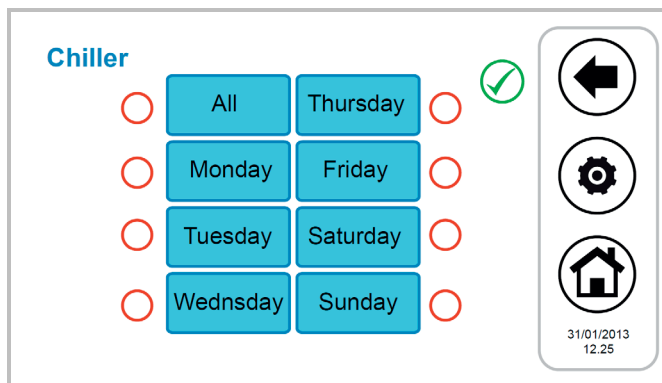 Chiller
All
Thursday
Monday
Friday
Tuesday
Saturday
Wednsday
Sunday
31/01/2013
12.25